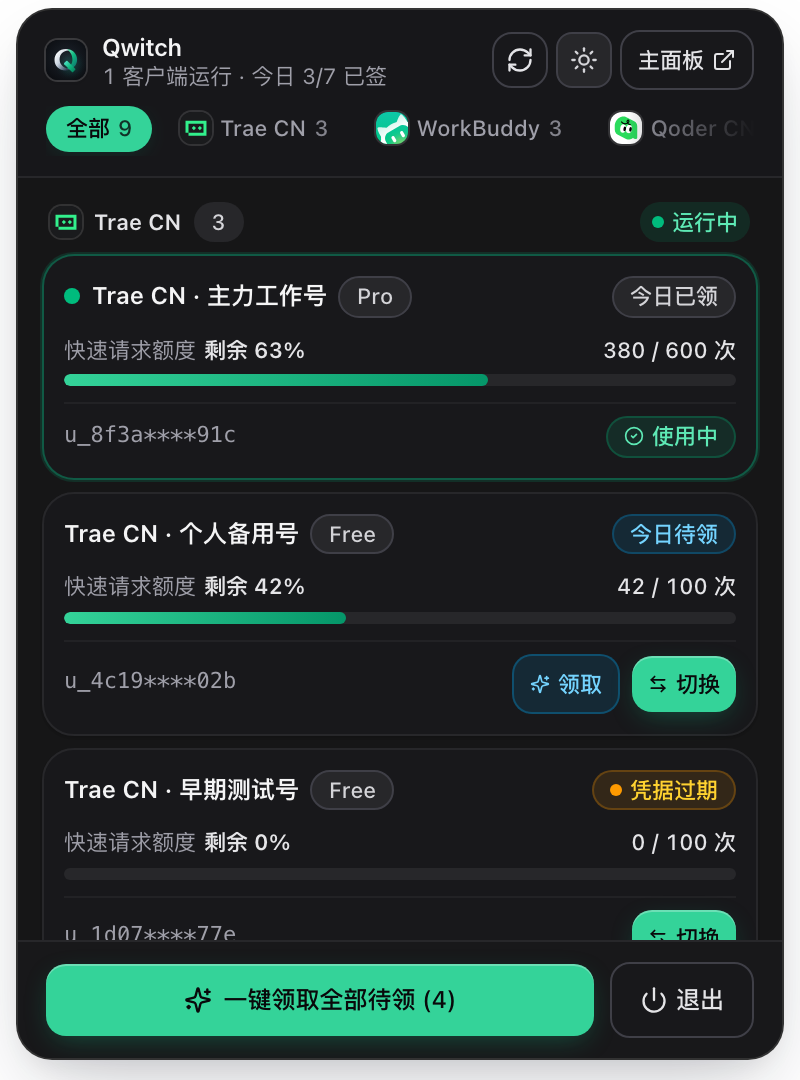 Qwitch
1 客户端运行 · 今日 3/7 已签
主面板
全部 9 Trae CN 3 WorkBuddy 3 Qoder CN
Trae CN 3 运行中
Trae CN · 主力工作号 Pro 今日已领
快速请求额度 剩余 63% 380 / 600 次
u_8f3a****91c 使用中
Trae CN · 个人备用号 Free 今日待领
快速请求额度 剩余 42% 42 / 100 次
u_4c19****02b 领取 切换
Trae CN · 早期测试号 Free 凭据过期
快速请求额度 剩余 0% 0 / 100 次
u_1d07****77e 切换
一键领取全部待领 (4) 退出